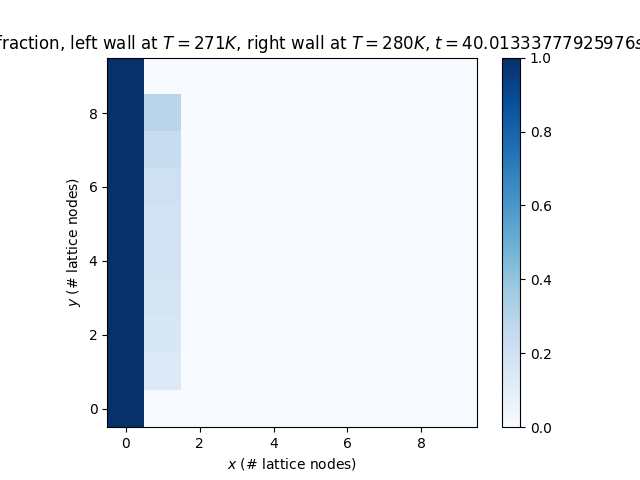 fraction, left wall at T = 271K, right wall at T = 280K, t = 40.01333777925976s
1.0
8
0.8
6
0.6
y (# lattice nodes)
4
0.4
2
0.2
0
0.0
0 2 4 6 8
x (# lattice nodes)